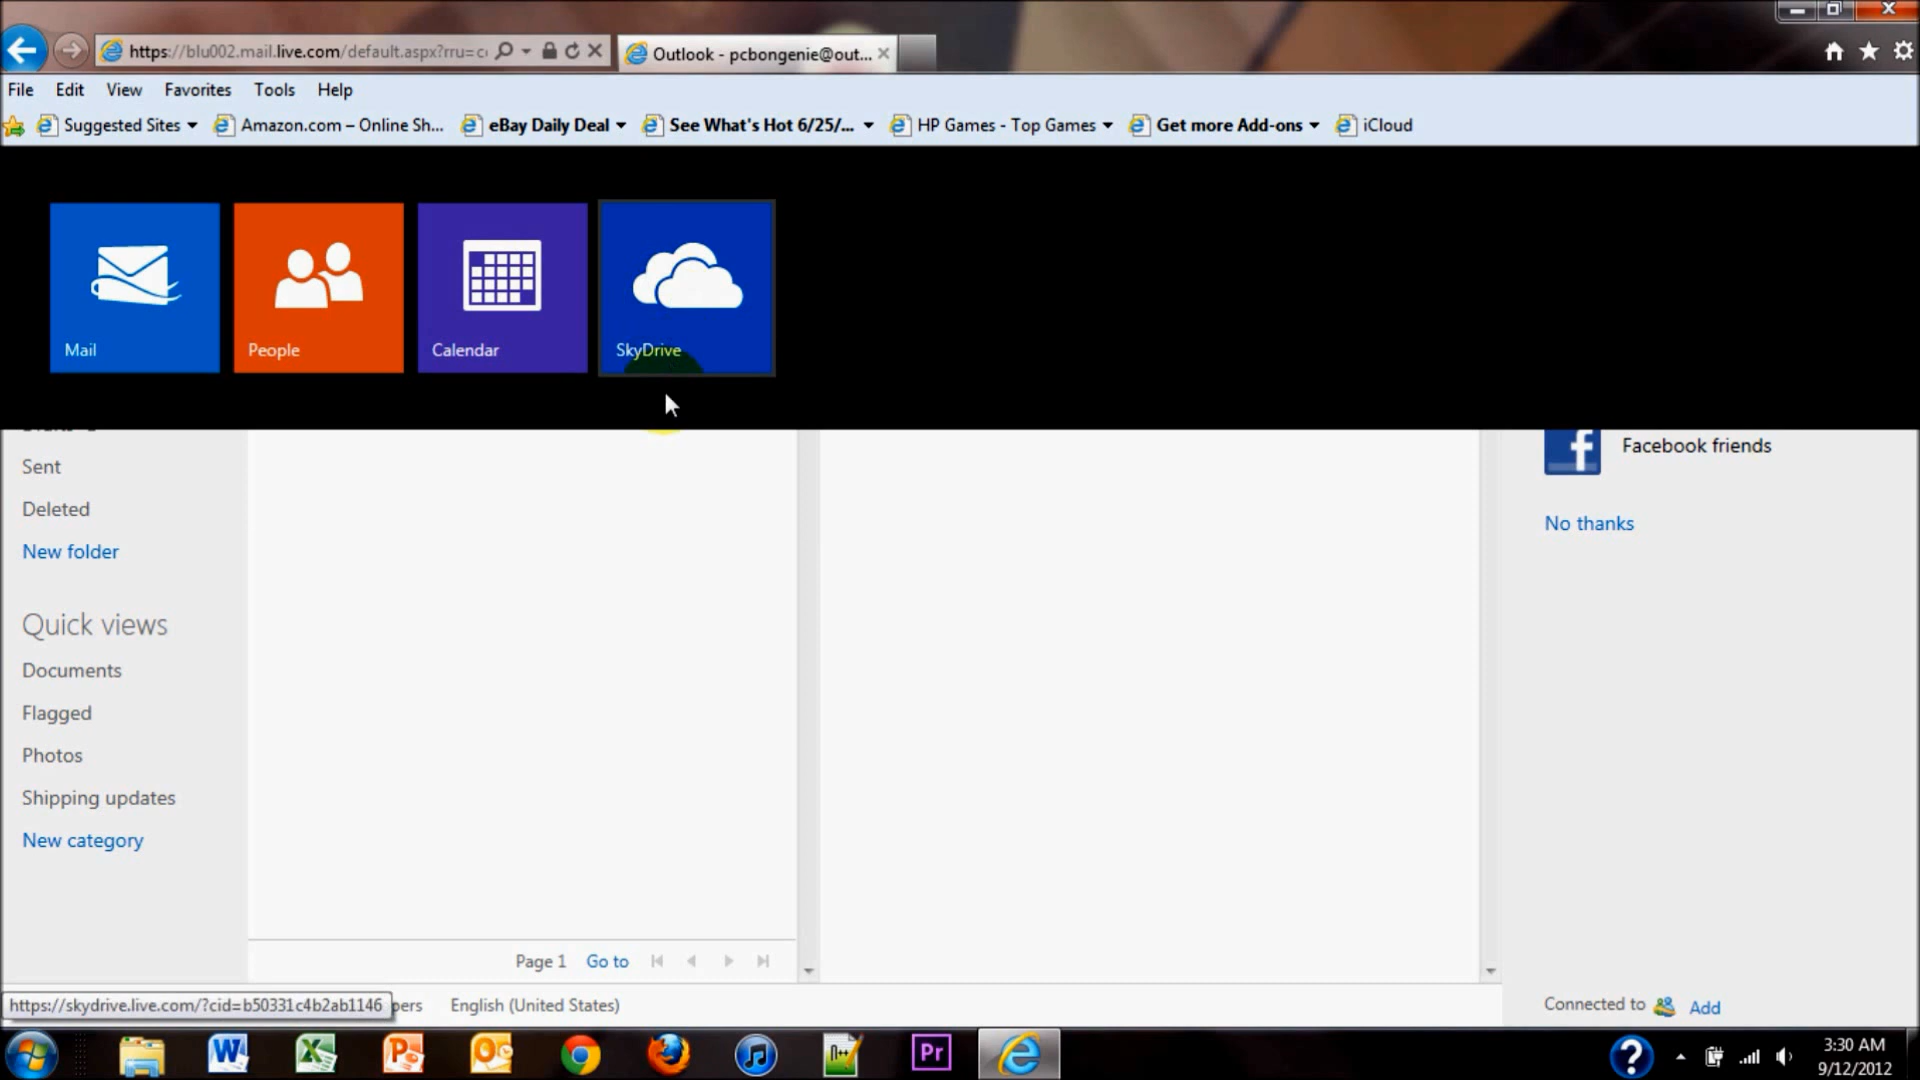 https://blu002.mail.live.com/default.aspx?rru=c
Outlook - pcbongenie@out...
File Edit View Favorites Tools Help
Suggested Sites Amazon.com – Online Sh... eBay Daily Deal See What's Hot 6/25/... HP Games - Top Games Get more Add-ons iCloud
Mail People Calendar SkyDrive
Facebook friends
Sent
No thanks
Deleted
New folder
Quick views
Documents
Flagged
Photos
Shipping updates
New category
Page 1 Go to
https://skydrive.live.com/?cid=b50331c4b2ab1146 pers English (United States)
Connected to Add
W X P O n++ Pr ?
3:30 AM
9/12/2012